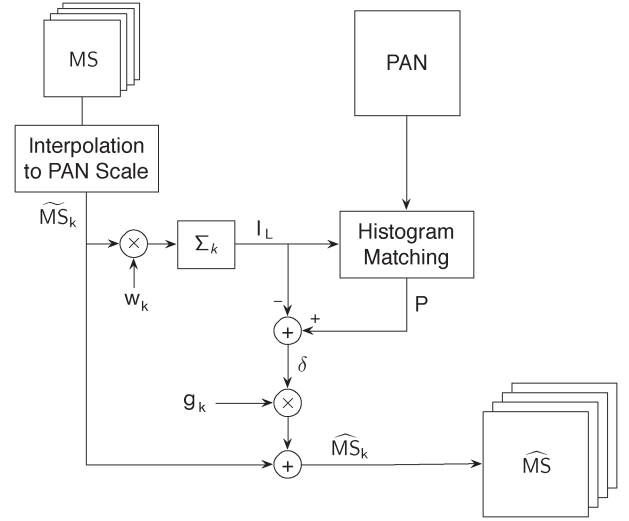 MS
PAN
Interpolation
to PAN Scale
M͠S_k
×
Σ_k
I_L
Histogram
Matching
w_k
P
−
+
+
δ
g_k
×
M̂S_k
+
M̂S